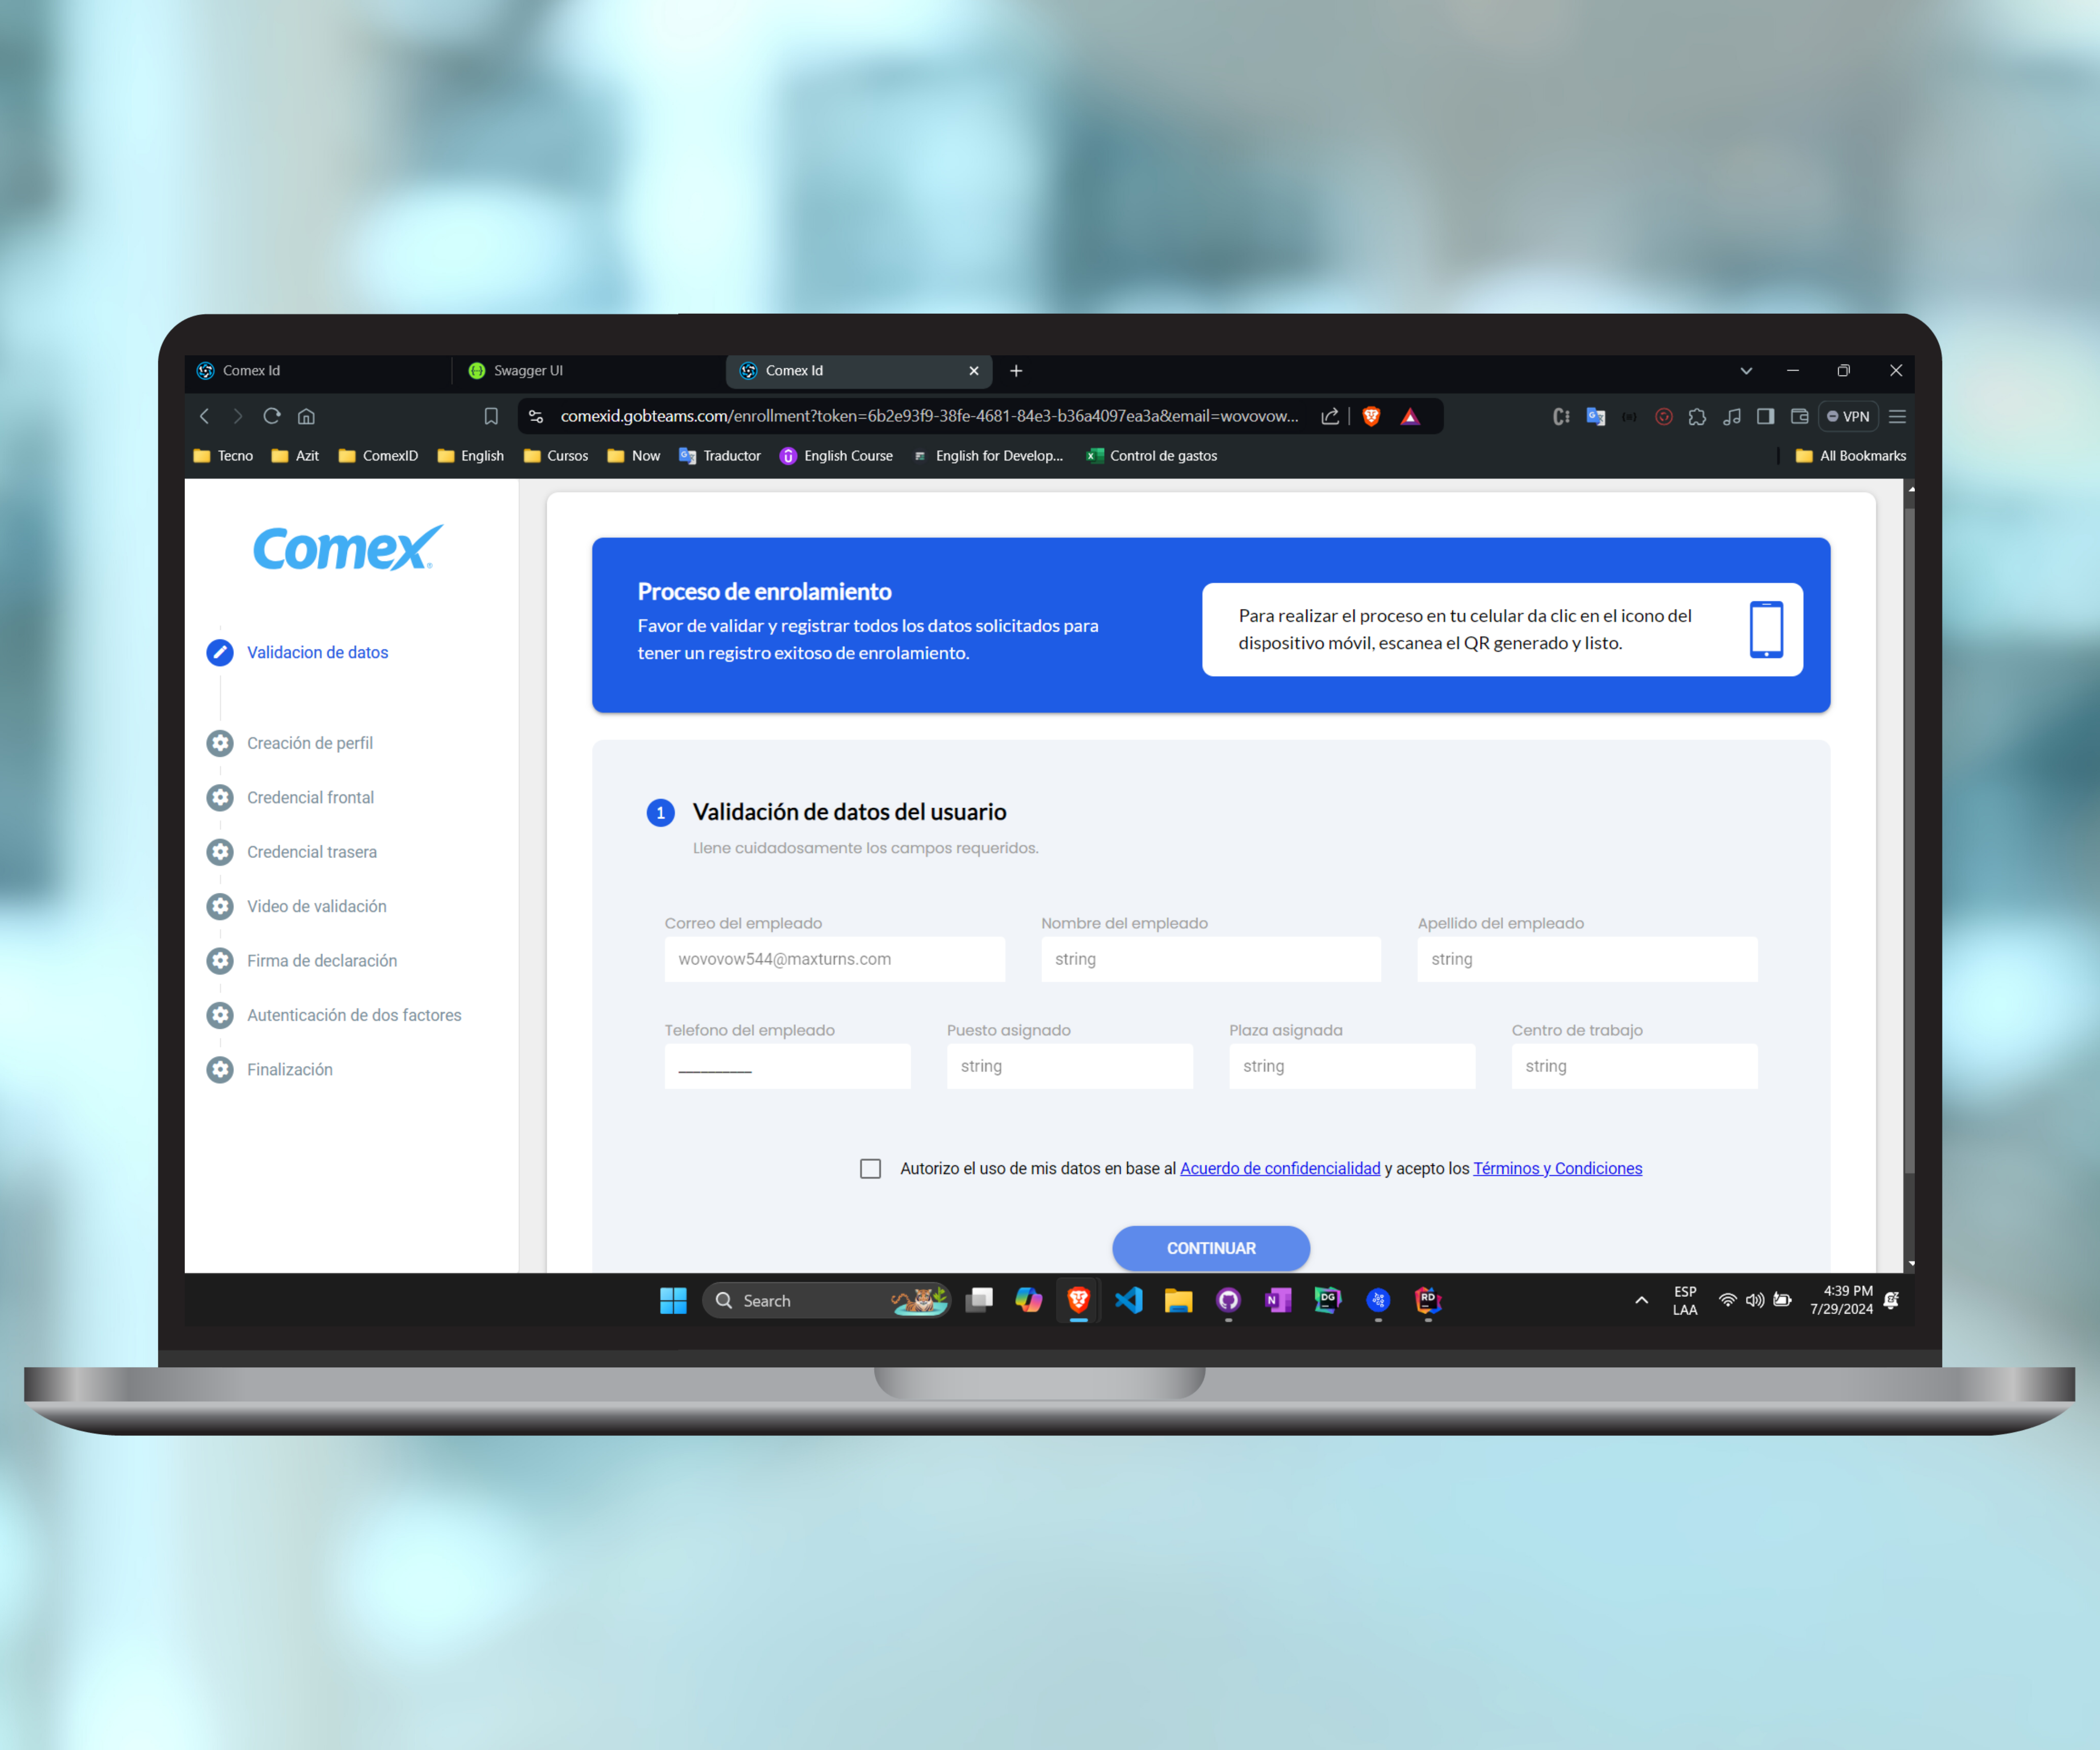 Comex Id
Swagger UI
Comex Id
comexid.gobteams.com/enrollment?token=6b2e93f9-38fe-4681-84e3-b36a4097ea3a&email=wovovow...
VPN
Tecno
Azit
ComexID
English
Cursos
Now
Traductor
English Course
English for Develop...
Control de gastos
All Bookmarks
Comex®
Validacion de datos
Creación de perfil
Credencial frontal
Credencial trasera
Video de validación
Firma de declaración
Autenticación de dos factores
Finalización
Proceso de enrolamiento
Favor de validar y registrar todos los datos solicitados para
tener un registro exitoso de enrolamiento.
Para realizar el proceso en tu celular da clic en el icono del
dispositivo móvil, escanea el QR generado y listo.
1 Validación de datos del usuario
Llene cuidadosamente los campos requeridos.
Correo del empleado
wovovow544@maxturns.com
Nombre del empleado
string
Apellido del empleado
string
Telefono del empleado
__________
Puesto asignado
string
Plaza asignada
string
Centro de trabajo
string
Autorizo el uso de mis datos en base al Acuerdo de confidencialidad y acepto los Términos y Condiciones
CONTINUAR
Search
N
DG
RD
ESP
LAA
4:39 PM
7/29/2024